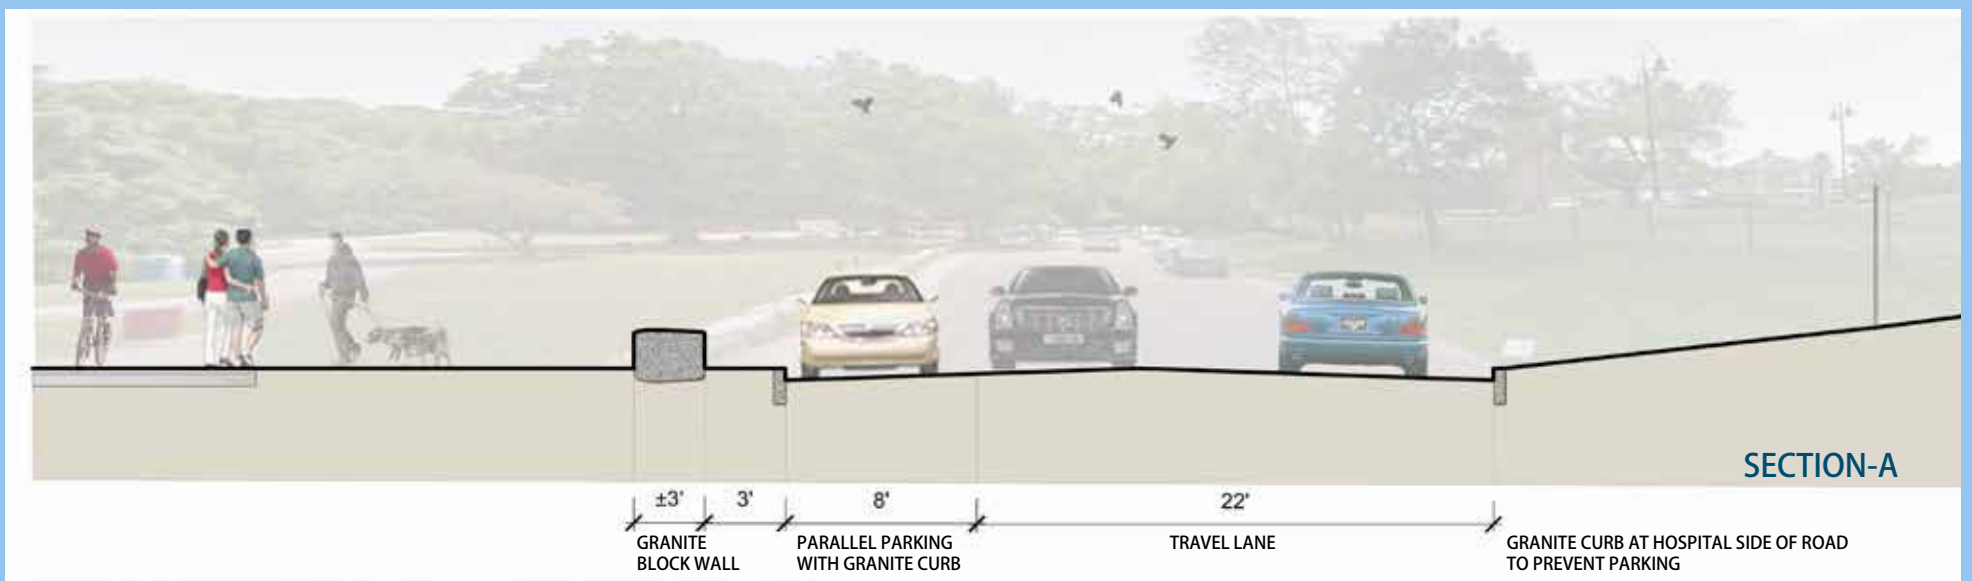 SECTION-A
±3' 3' 8' 22'
GRANITE
BLOCK WALL
PARALLEL PARKING
WITH GRANITE CURB
TRAVEL LANE
GRANITE CURB AT HOSPITAL SIDE OF ROAD
TO PREVENT PARKING